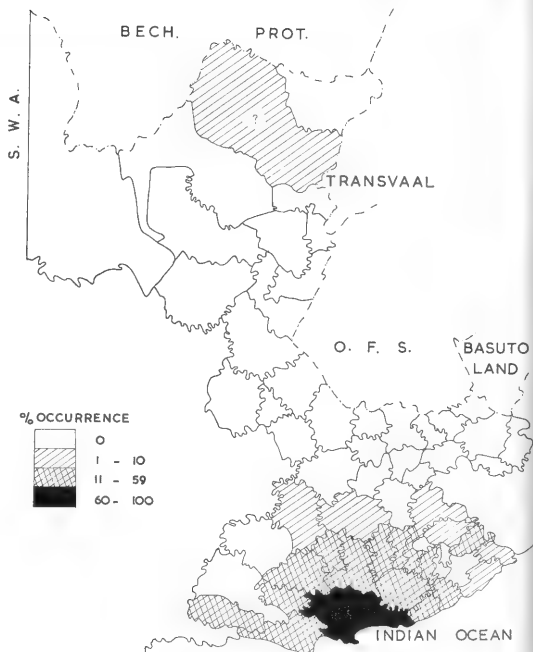 BECH. PROT.
S. W. A.
?
TRANSVAAL
O. F. S.
BASUTO
LAND
% OCCURRENCE
0
1 - 10
11 - 59
60 - 100
INDIAN OCEAN